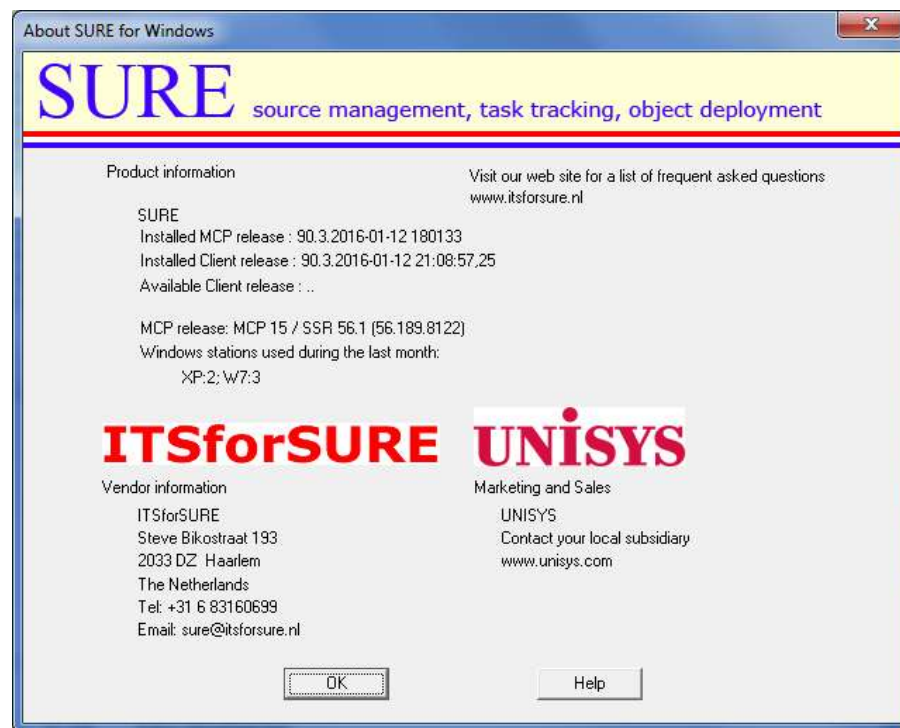 About SURE for Windows
SURE source management, task tracking, object deployment
Product information
Visit our web site for a list of frequent asked questions
www.itsforsure.nl
SURE
Installed MCP release : 90.3.2016-01-12 180133
Installed Client release : 90.3.2016-01-12 21:08:57,25
Available Client release : ..
MCP release: MCP 15 / SSR 56.1 (56.189.8122)
Windows stations used during the last month:
XP:2; W7:3
ITSforSURE
Vendor information
ITSforSURE
Steve Bikostraat 193
2033 DZ Haarlem
The Netherlands
Tel: +31 6 83160699
Email: sure@itsforsure.nl
UNISYS
Marketing and Sales
UNISYS
Contact your local subsidiary
www.unisys.com
OK
Help